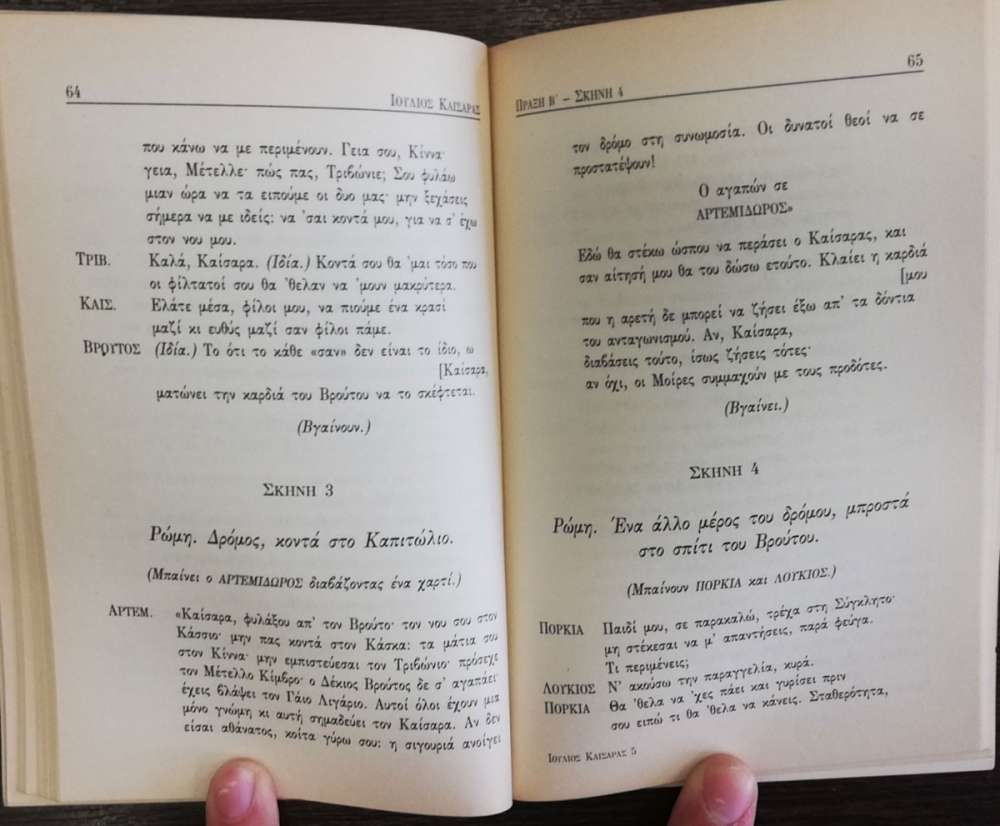 64
ΙΟΥΛΙΟΣ ΚΑΙΣΑΡΑΣ
που κάνω να με περιμένουν. Γεια σου, Κίννα·
γεια, Μέτελλε· πώς πας, Τριβώνιε; Σου φυλάω
μιαν ώρα να τα ειπούμε οι δυο μας· μην ξεχάσεις
σήμερα να με ιδείς: να 'σαι κοντά μου, για να σ' έχω
στον νου μου.
ΤΡΙΒ. Καλά, Καίσαρα. (Ιδία.) Κοντά σου θα 'μαι τόσο που
οι φίλτατοί σου θα 'θελαν να 'μουν μακρύτερα.
ΚΑΙΣ. Ελάτε μέσα, φίλοι μου, να πιούμε ένα κρασί
μαζί κι ευθύς μαζί σαν φίλοι πάμε.
ΒΡΟΥΤΟΣ (Ιδία.) Το ότι το κάθε «σαν» δεν είναι το ίδιο, ω
[Καίσαρα,
ματώνει την καρδιά του Βρούτου να το σκέφτεται.
(Βγαίνουν.)
ΣΚΗΝΗ 3
Ρώμη. Δρόμος, κοντά στο Καπιτώλιο.
(Μπαίνει ο ΑΡΤΕΜΙΔΩΡΟΣ διαβάζοντας ένα χαρτί.)
ΑΡΤΕΜ. «Καίσαρα, φυλάξου απ' τον Βρούτο· τον νου σου στον
Κάσσιο· μην πας κοντά στον Κάσκα: τα μάτια σου
στον Κίννα· μην εμπιστεύεσαι τον Τριβώνιο· πρόσεχε
τον Μέτελλο Κίμβρο· ο Δέκιος Βρούτος δε σ' αγαπάει·
έχεις βλάψει τον Γάιο Λιγάριο. Αυτοί όλοι έχουν μια
μόνο γνώμη κι αυτή σημαδεύει τον Καίσαρα. Αν δεν
είσαι αθάνατος, κοίτα γύρω σου: η σιγουριά ανοίγει
65
ΠΡΑΞΗ Β' – ΣΚΗΝΗ 4
τον δρόμο στη συνωμοσία. Οι δυνατοί θεοί να σε
προστατέψουν!
Ο αγαπών σε
ΑΡΤΕΜΙΔΩΡΟΣ»
Εδώ θα στέκω ώσπου να περάσει ο Καίσαρας, και
σαν αίτησή μου θα του δώσω ετούτο. Κλαίει η καρδιά
[μου
που η αρετή δε μπορεί να ζήσει έξω απ' τα δόντια
του ανταγωνισμού. Αν, Καίσαρα,
διαβάσεις τούτο, ίσως ζήσεις τότες·
αν όχι, οι Μοίρες συμμαχούν με τους προδότες.
(Βγαίνει.)
ΣΚΗΝΗ 4
Ρώμη. Ένα άλλο μέρος του δρόμου, μπροστά
στο σπίτι του Βρούτου.
(Μπαίνουν ΠΟΡΚΙΑ και ΛΟΥΚΙΟΣ.)
ΠΟΡΚΙΑ Παιδί μου, σε παρακαλώ, τρέχα στη Σύγκλητο·
μη στέκεσαι να μ' απαντήσεις, παρά φεύγα.
Τι περιμένεις;
ΛΟΥΚΙΟΣ Ν' ακούσω την παραγγελία, κυρά.
ΠΟΡΚΙΑ Θα 'θελα να 'χες πάει και γυρίσει πριν
σου ειπώ τι θα 'θελα να κάνεις. Σταθερότητα,
ΙΟΥΛΙΟΣ ΚΑΙΣΑΡΑΣ 5